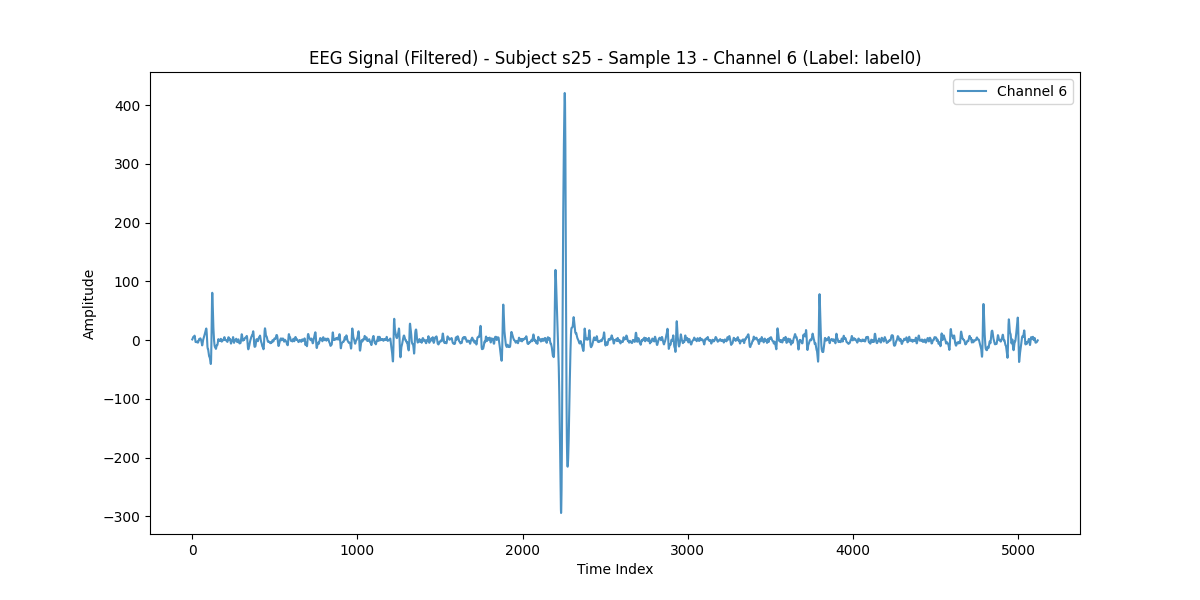 EEG Signal (Filtered) - Subject s25 - Sample 13 - Channel 6 (Label: label0)
Channel 6
400
300
200
100
0
−100
−200
−300
Amplitude
0 1000 2000 3000 4000 5000
Time Index